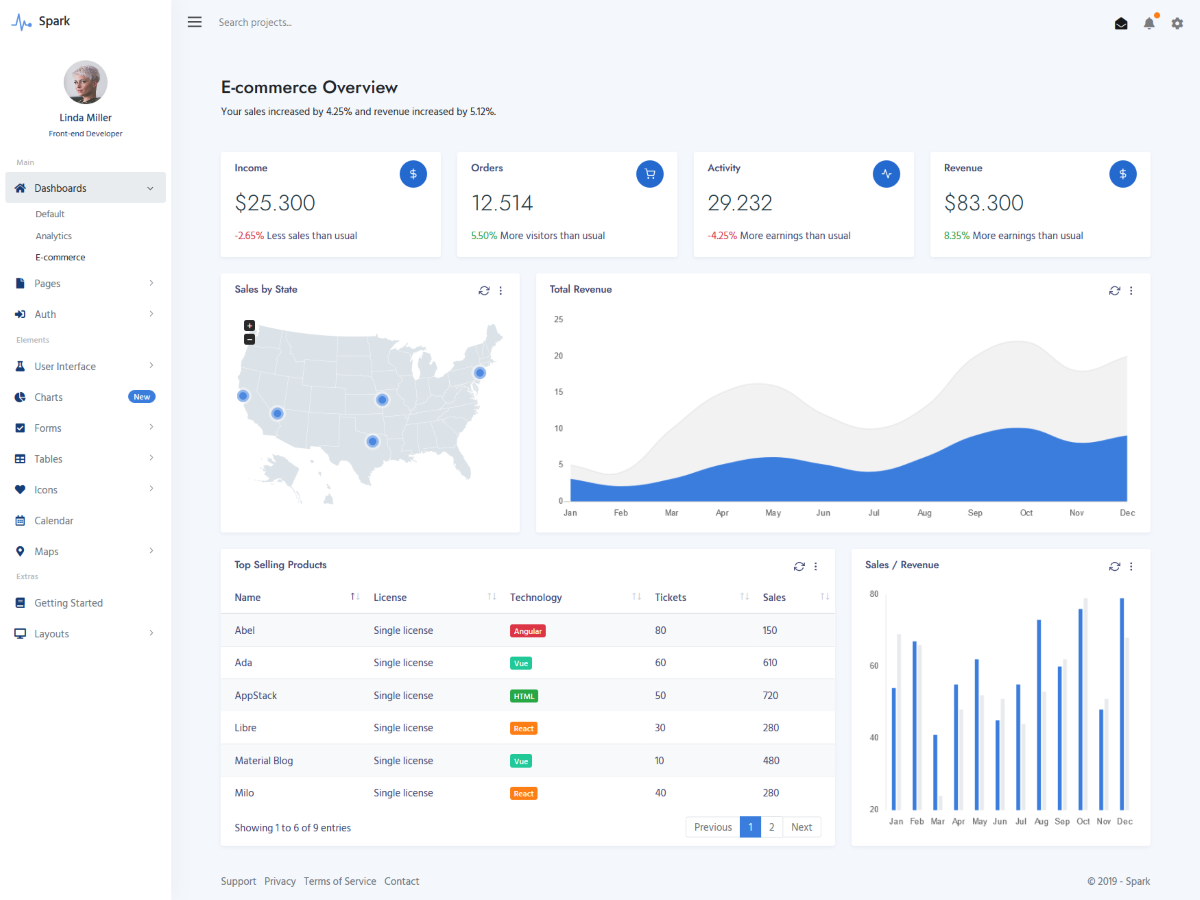 Spark
Search projects...
Linda Miller
Front-end Developer
Main
Dashboards
Default
Analytics
E-commerce
Pages
Auth
Elements
User Interface
Charts New
Forms
Tables
Icons
Calendar
Maps
Extras
Getting Started
Layouts
E-commerce Overview
Your sales increased by 4.25% and revenue increased by 5.12%.
Income
$25.300
-2.65% Less sales than usual
Orders
12.514
5.50% More visitors than usual
Activity
29.232
-4.25% More earnings than usual
Revenue
$83.300
8.35% More earnings than usual
Sales by State
+
−
Total Revenue
25
20
15
10
5
0
Jan Feb Mar Apr May Jun Jul Aug Sep Oct Nov Dec
Top Selling Products
Name License Technology Tickets Sales
Abel Single license Angular 80 150
Ada Single license Vue 60 610
AppStack Single license HTML 50 720
Libre Single license React 30 280
Material Blog Single license Vue 10 480
Milo Single license React 40 280
Showing 1 to 6 of 9 entries
Previous 1 2 Next
Sales / Revenue
80
60
40
20
Jan Feb Mar Apr May Jun Jul Aug Sep Oct Nov Dec
Support Privacy Terms of Service Contact
© 2019 - Spark